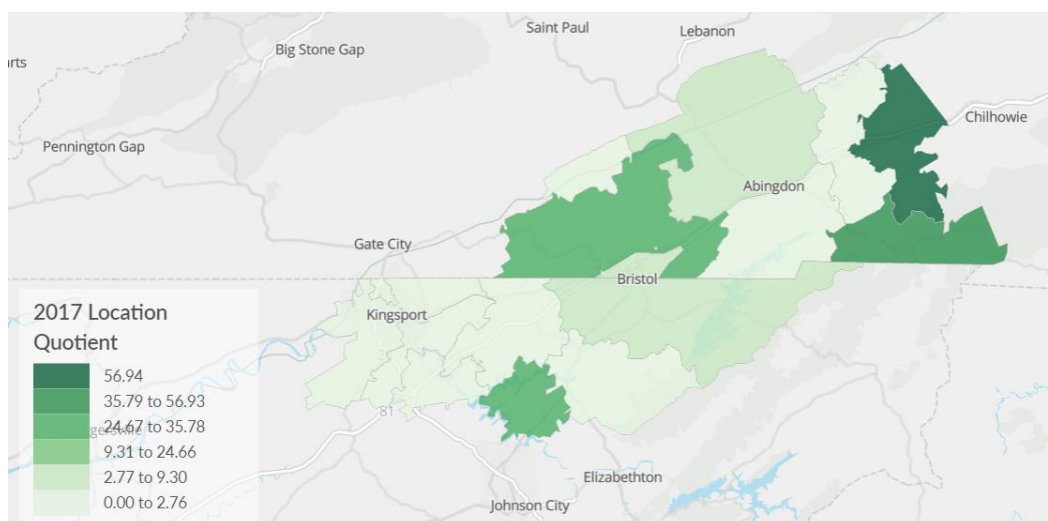 Saint Paul
Lebanon
Big Stone Gap
arts
Chilhowie
Pennington Gap
Abingdon
Gate City
Bristol
2017 Location
Quotient
Kingsport
56.94
35.79 to 56.93
81
24.67 to 35.78
gersville
9.31 to 24.66
2.77 to 9.30
Elizabethton
0.00 to 2.76
Johnson City